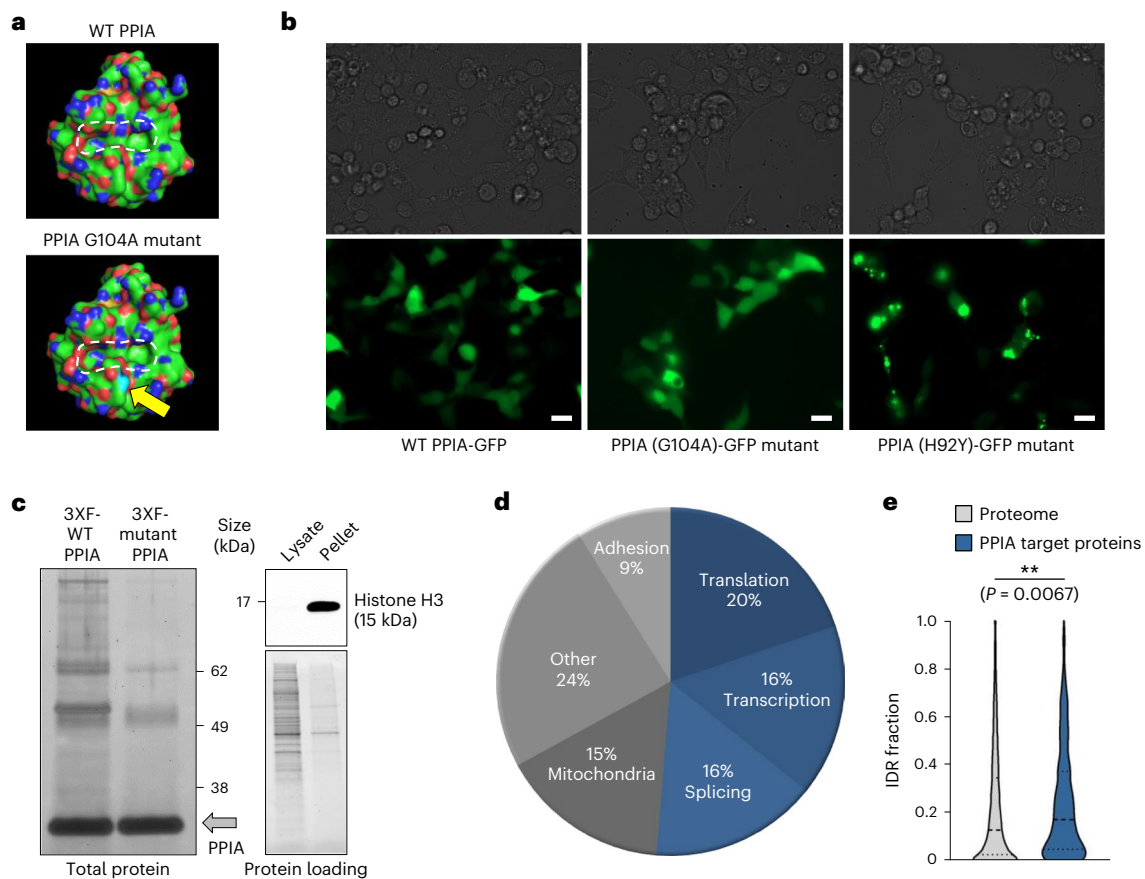 a
WT PPIA
PPIA G104A mutant
b
WT PPIA-GFP
PPIA (G104A)-GFP mutant
PPIA (H92Y)-GFP mutant
c
3XF-
WT
PPIA
3XF-
mutant
PPIA
Size
(kDa)
62
49
38
PPIA
Total protein
Lysate
Pellet
17
Histone H3
(15 kDa)
Protein loading
d
Adhesion
9%
Translation
20%
16%
Transcription
16%
Splicing
15%
Mitochondria
Other
24%
e
Proteome
PPIA target proteins
**
(P = 0.0067)
IDR fraction
1.0
0.8
0.6
0.4
0.2
0